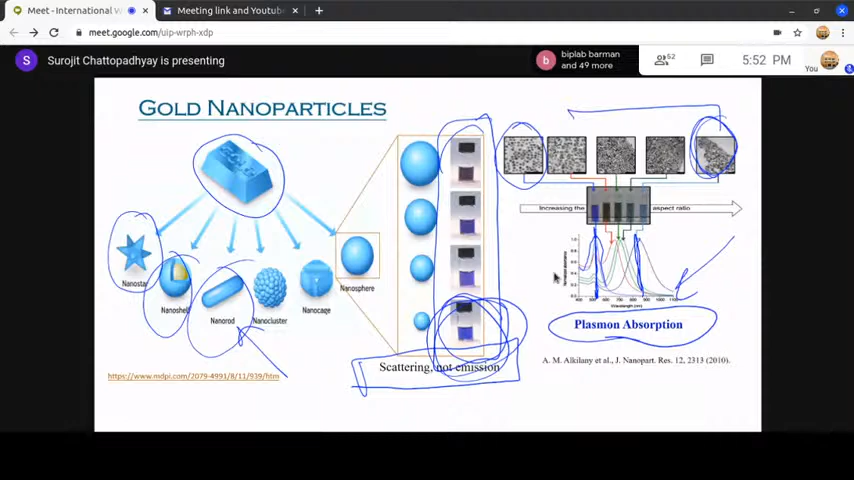 Meet - International W
Meeting link and Youtub
meet.google.com/uip-wrph-xdp
S
Surojit Chattopadhyay is presenting
b
biplab barman
and 49 more
52
5:52 PM
You
GOLD NANOPARTICLES
GOLD
Nanostar
Nanoshell
Nanorod
Nanocluster
Nanocage
Nanosphere
Scattering, not emission
https://www.mdpi.com/2079-4991/8/11/939/htm
Increasing the
aspect ratio
Plasmon Absorption
A. M. Alkilany et al., J. Nanopart. Res. 12, 2313 (2010).